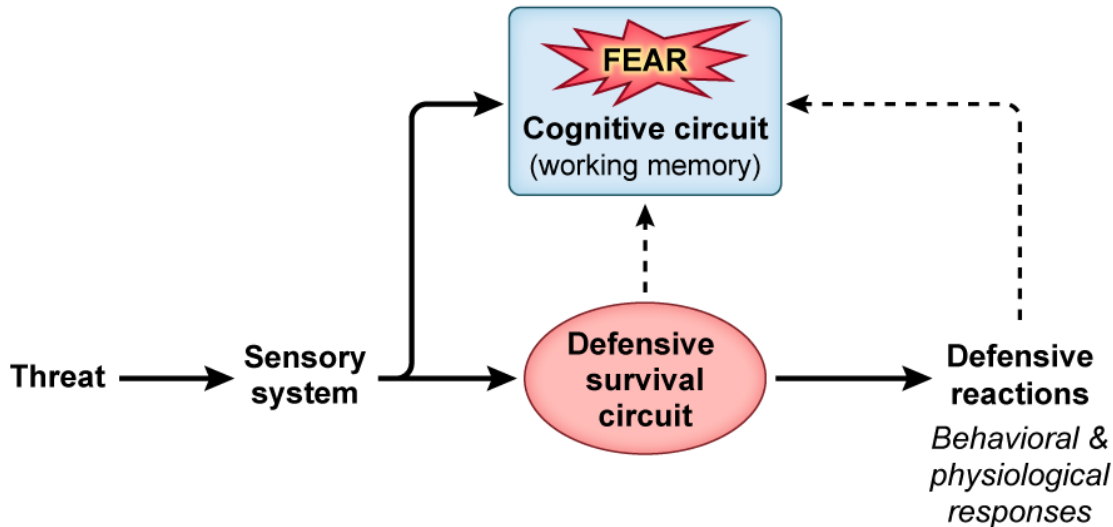 FEAR
Cognitive circuit
(working memory)
Threat
Sensory
system
Defensive
survival
circuit
Defensive
reactions
Behavioral &
physiological
responses